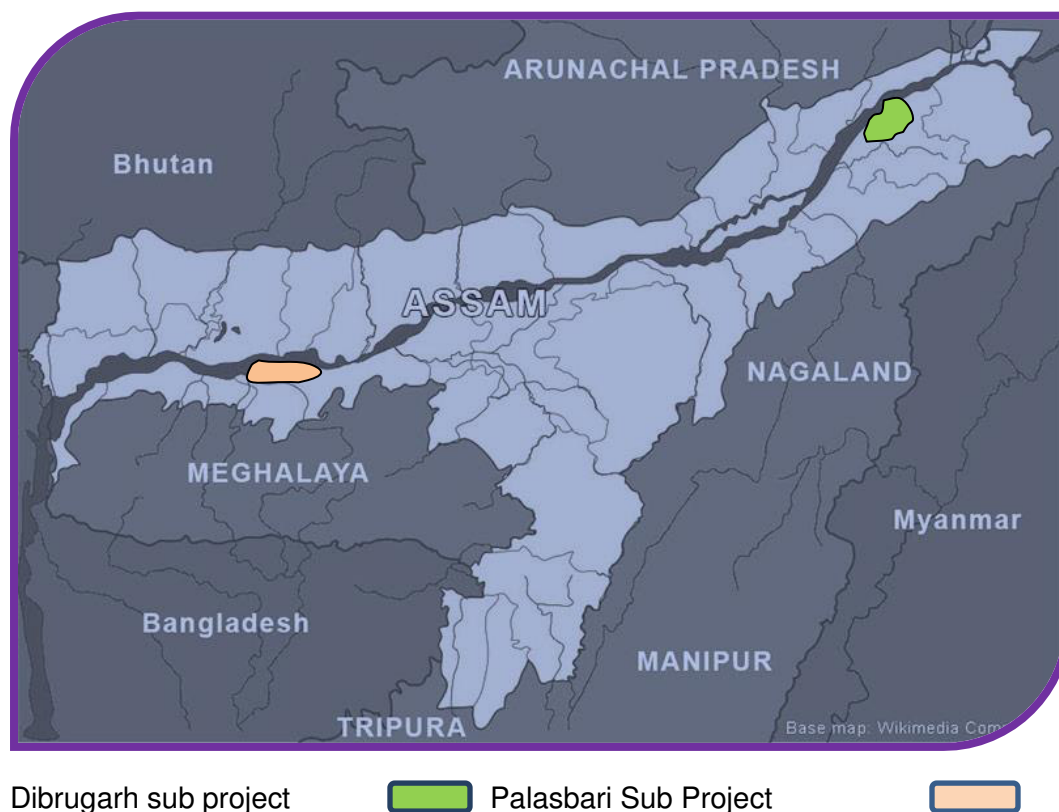 ARUNACHAL PRADESH
Bhutan
ASSAM
NAGALAND
MEGHALAYA
Myanmar
Bangladesh
MANIPUR
TRIPURA
Base map: Wikimedia Com
Dibrugarh sub project Palasbari Sub Project